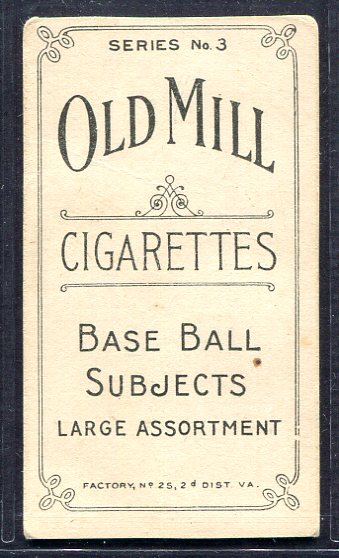 SERIES No. 3
OLD MILL
CIGARETTES
BASE BALL
SUBJECTS
LARGE ASSORTMENT
FACTORY, Nº 25, 2d DIST. VA.